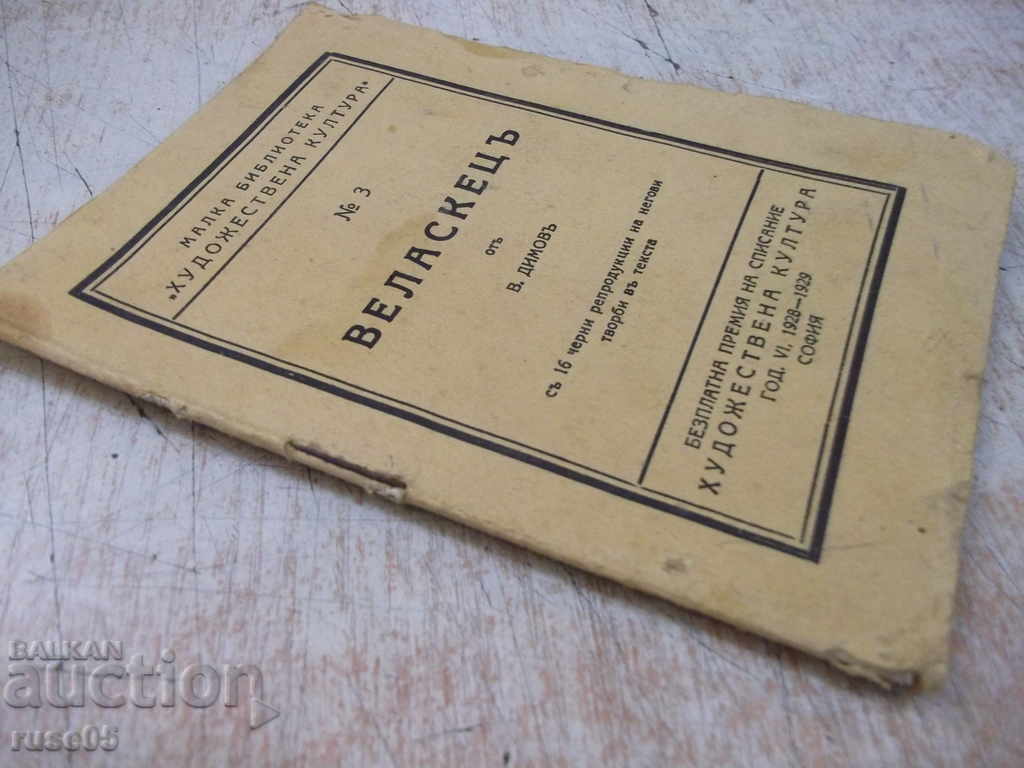 МАЛКА БИБЛИОТЕКА
„ХУДОЖЕСТВЕНА КУЛТУРА“
№ 3
ВЕЛАСКЕЦЪ
отъ
В. ДИМОВЪ
съ 16 черни репродукции на негови
творби въ текста
БЕЗПЛАТНА ПРЕМИЯ НА СПИСАНИЕ
ХУДОЖЕСТВЕНА КУЛТУРА
ГОД. VI. 1928—1929
СОФИЯ
BALKAN
auction
ruse05